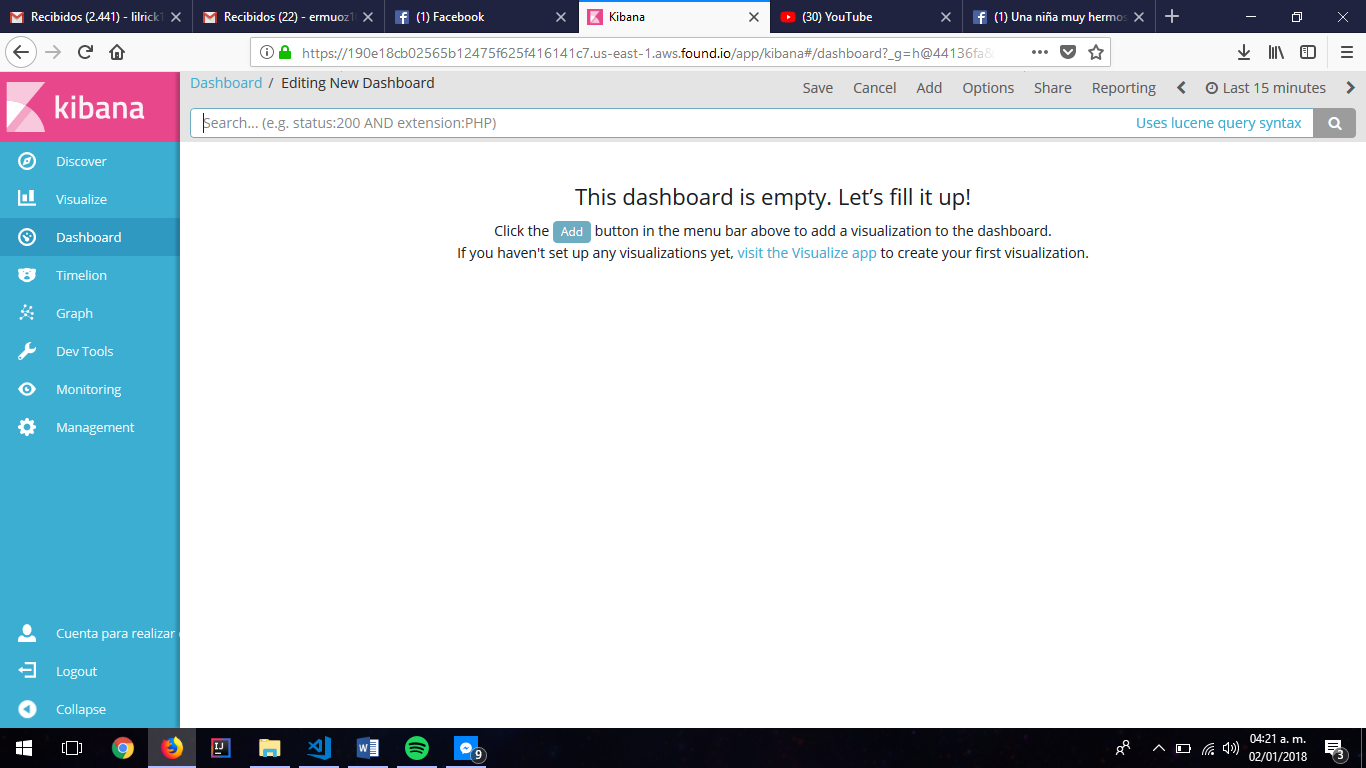 Recibidos (2.441) - lilrick1
Recibidos (22) - ermuoz1
(1) Facebook
Kibana
(30) YouTube
(1) Una niña muy hermos
https://190e18cb02565b12475f625f416141c7.us-east-1.aws.found.io/app/kibana#/dashboard?_g=h@44136fa&
kibana
Dashboard / Editing New Dashboard
Save Cancel Add Options Share Reporting Last 15 minutes
Search... (e.g. status:200 AND extension:PHP) Uses lucene query syntax
Discover
Visualize
Dashboard
Timelion
Graph
Dev Tools
Monitoring
Management
Cuenta para realizar
Logout
Collapse
This dashboard is empty. Let’s fill it up!
Click the Add button in the menu bar above to add a visualization to the dashboard.
If you haven't set up any visualizations yet, visit the Visualize app to create your first visualization.
9
04:21 a. m.
02/01/2018
3